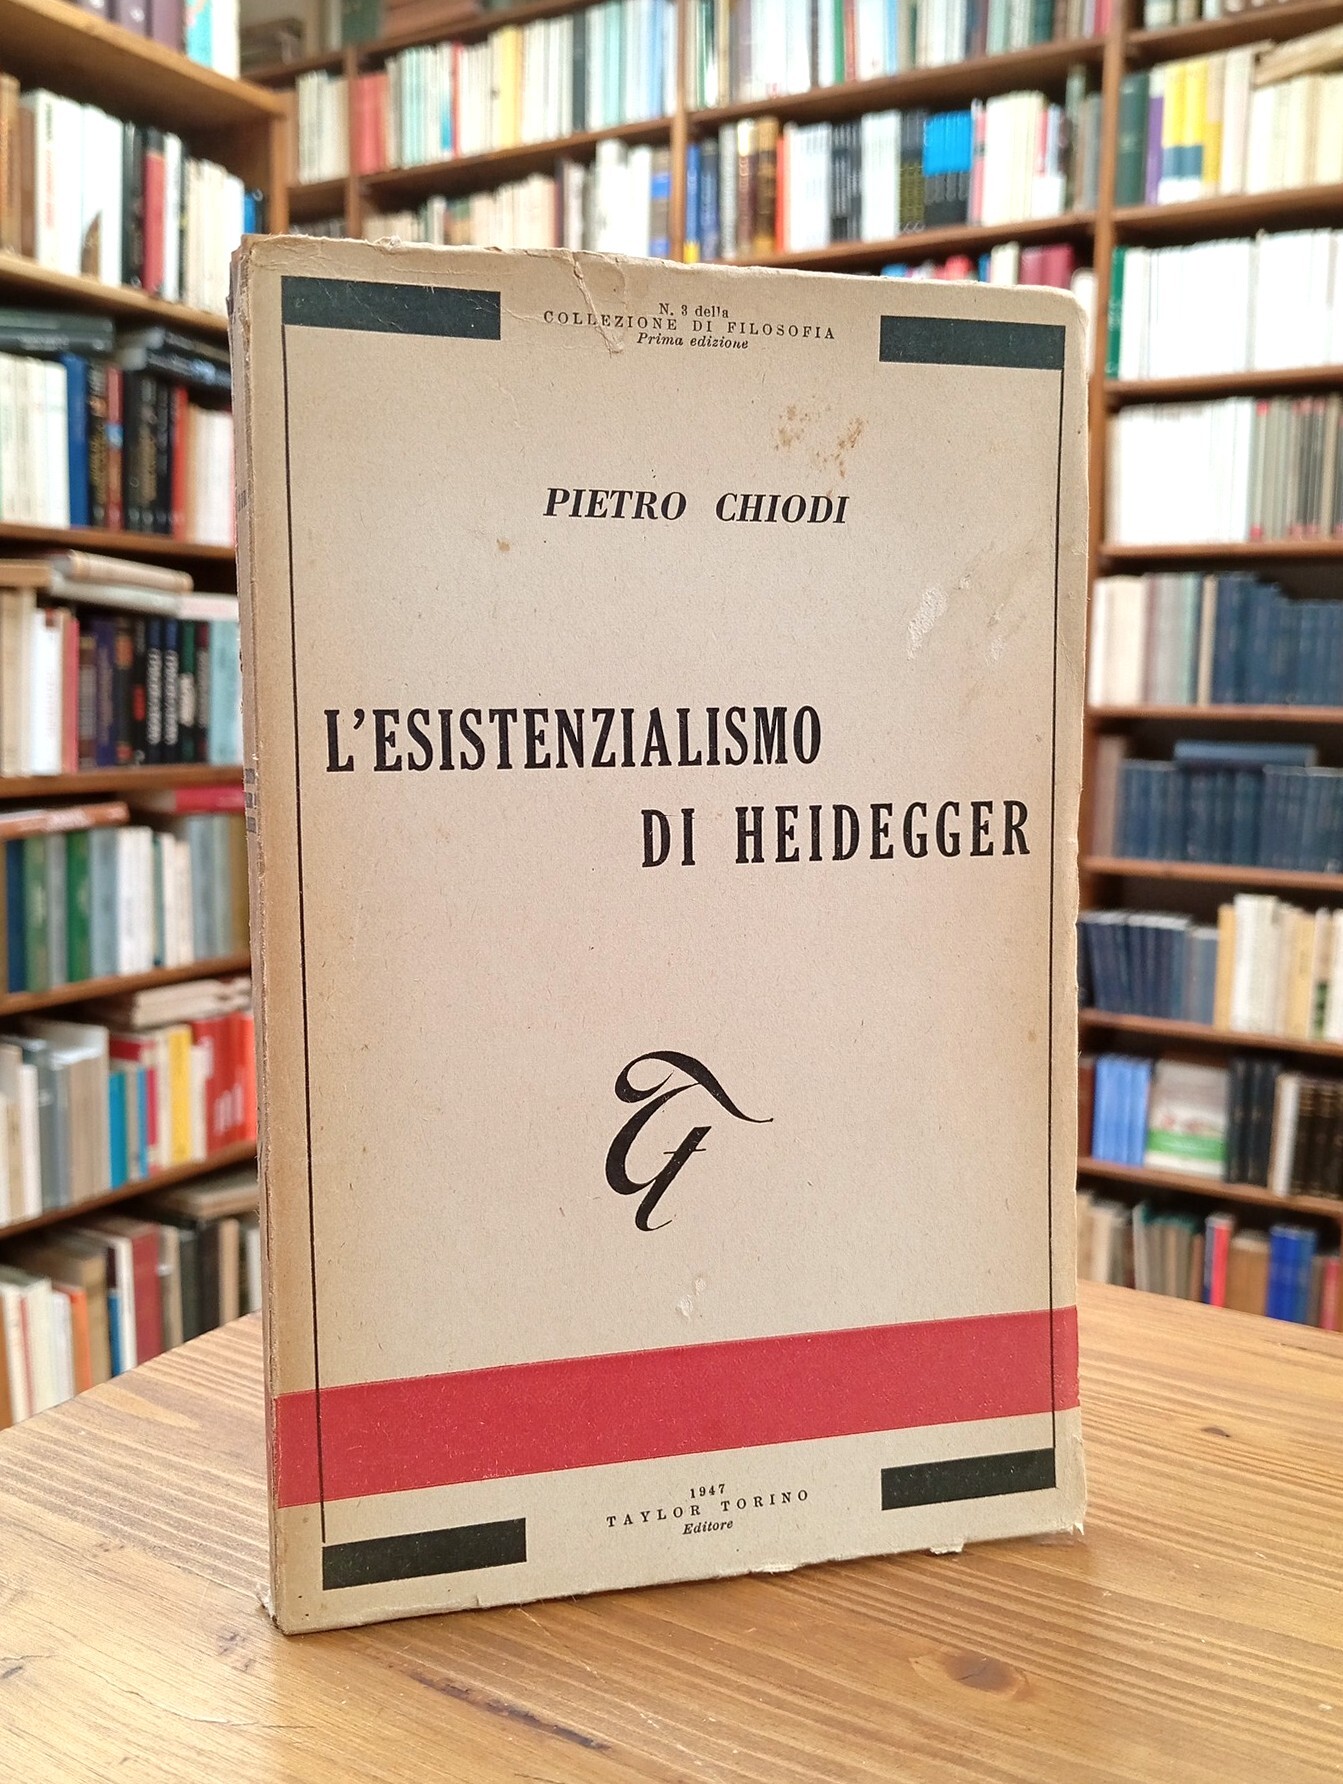 N. 3 della
COLLEZIONE DI FILOSOFIA
Prima edizione
PIETRO CHIODI
L'ESISTENZIALISMO
DI HEIDEGGER
1947
TAYLOR TORINO
Editore